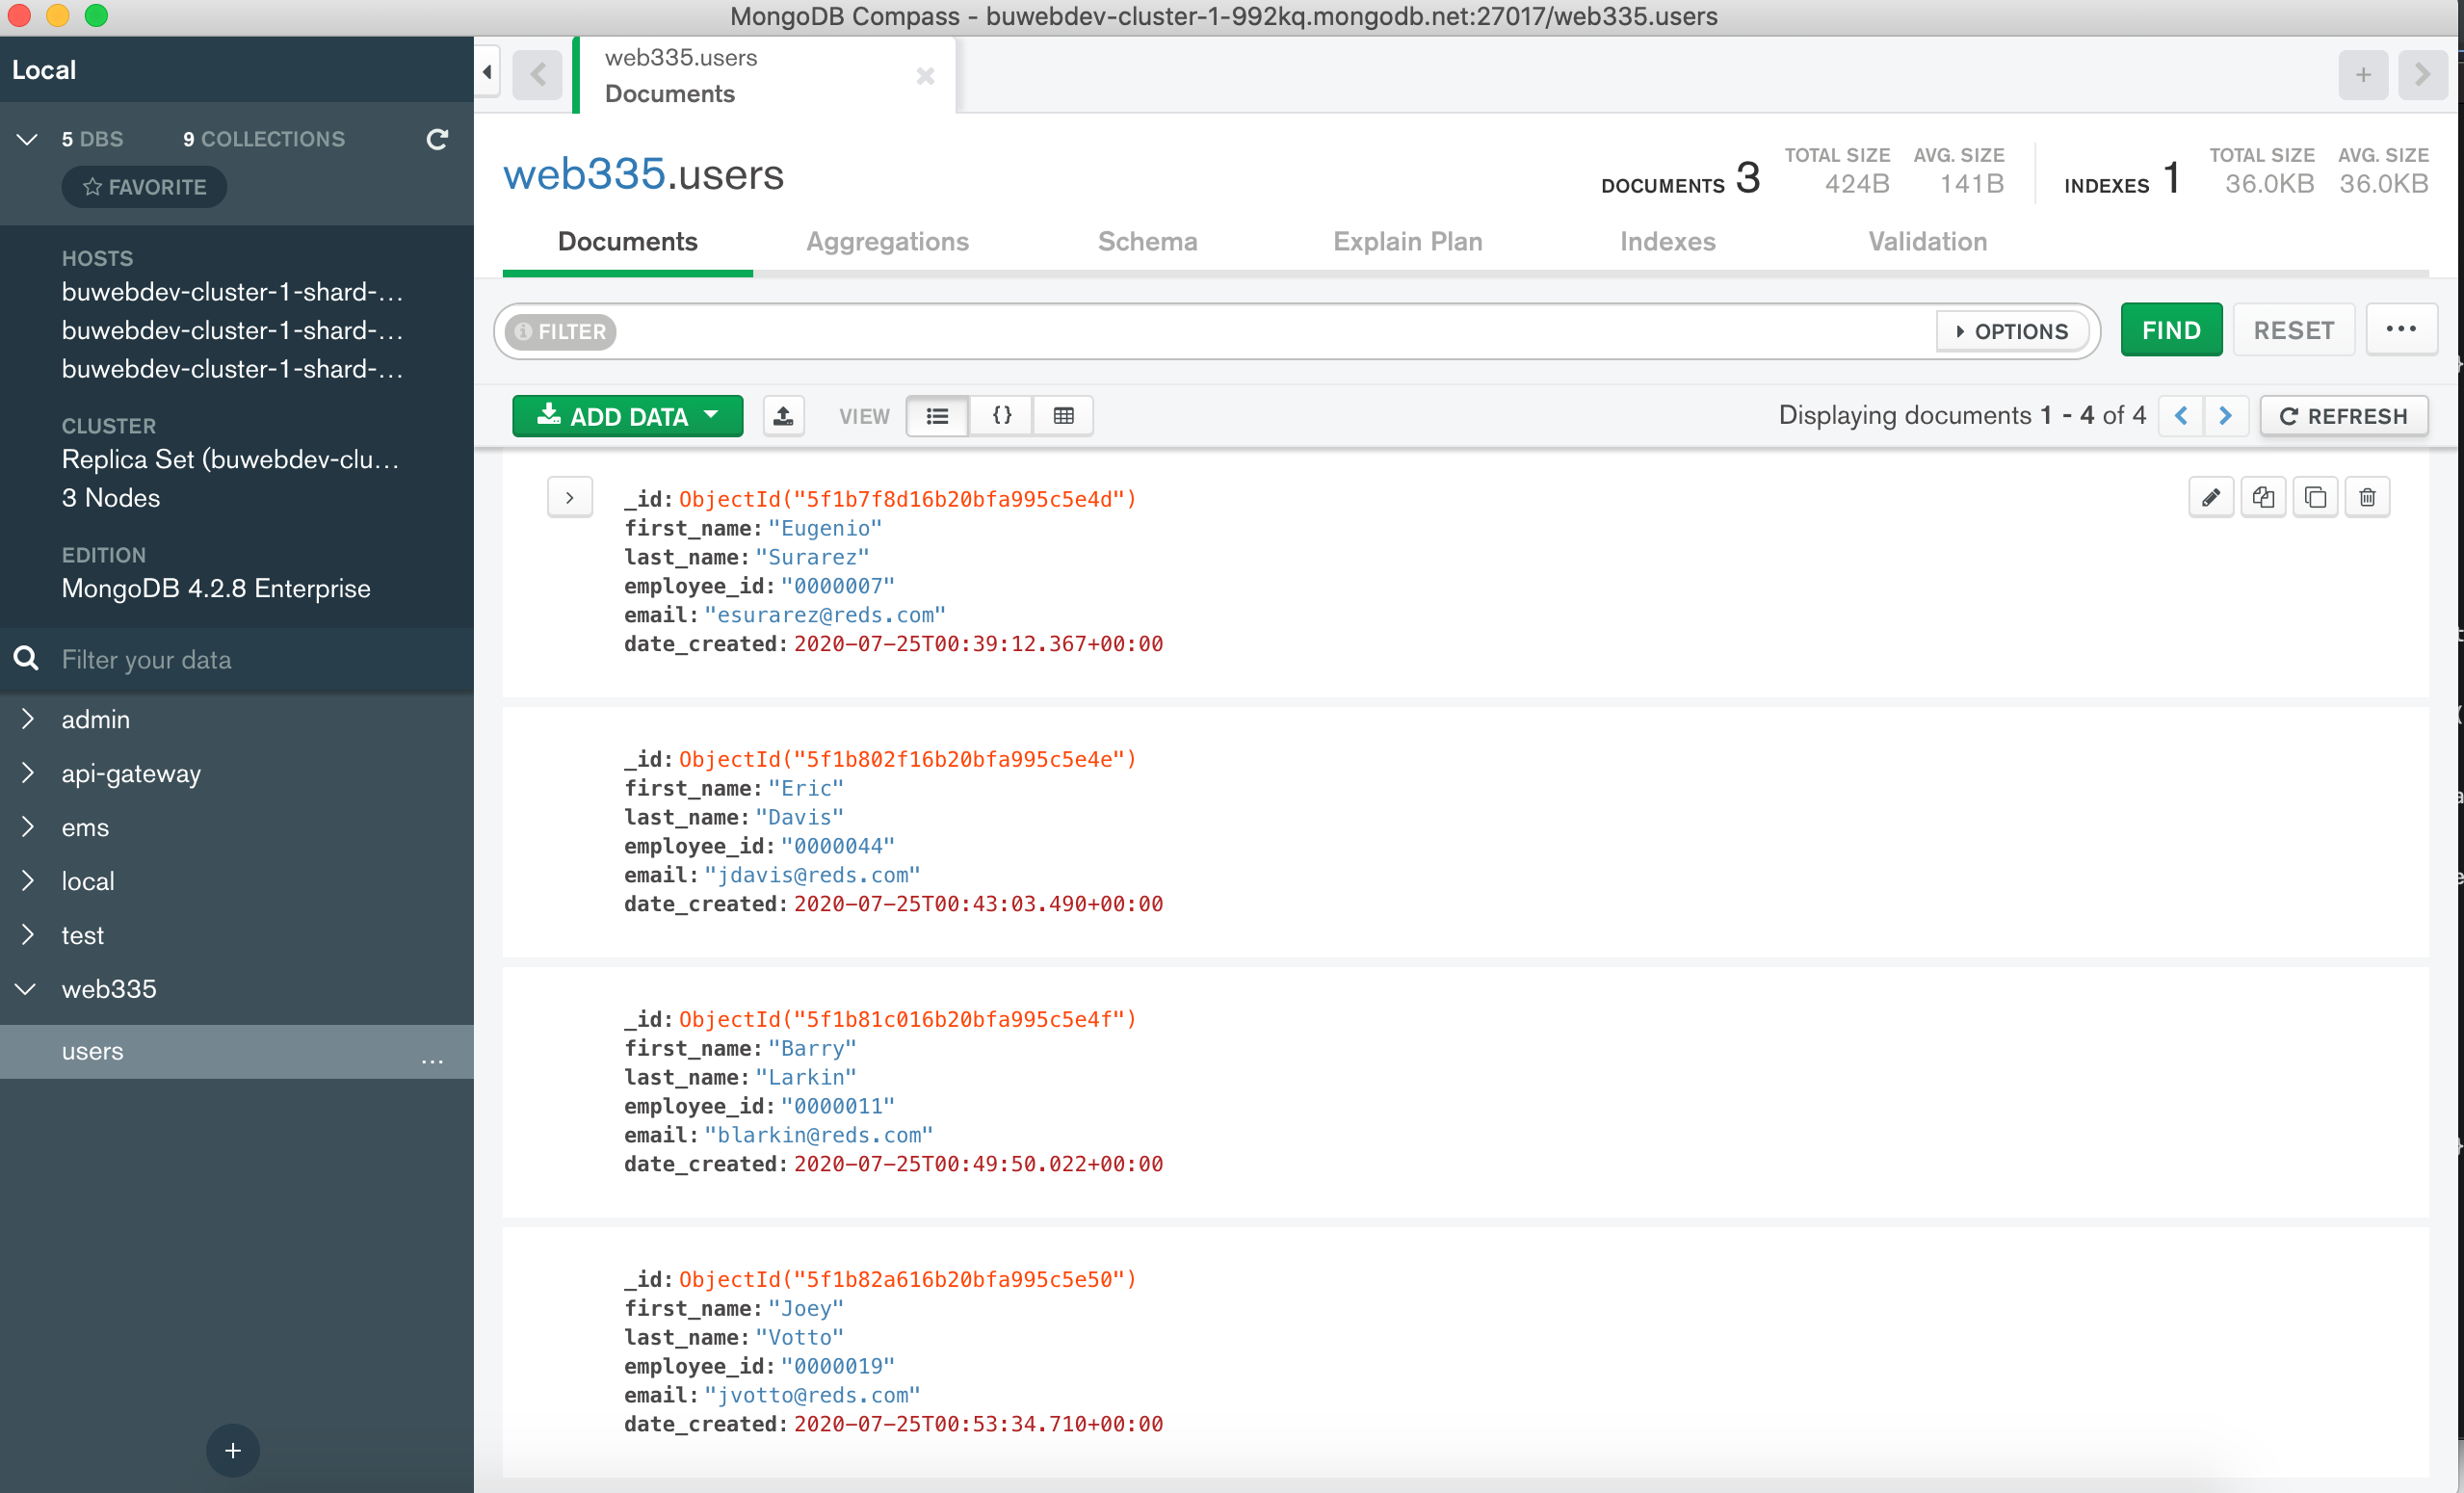 MongoDB Compass - buwebdev-cluster-1-992kq.mongodb.net:27017/web335.users
Local
5 DBS 9 COLLECTIONS
FAVORITE
HOSTS
buwebdev-cluster-1-shard-...
buwebdev-cluster-1-shard-...
buwebdev-cluster-1-shard-...
CLUSTER
Replica Set (buwebdev-clu...
3 Nodes
EDITION
MongoDB 4.2.8 Enterprise
Filter your data
admin
api-gateway
ems
local
test
web335
users ...
+
web335.users
Documents
web335.users
DOCUMENTS 3 TOTAL SIZE 424B AVG. SIZE 141B
INDEXES 1 TOTAL SIZE 36.0KB AVG. SIZE 36.0KB
Documents Aggregations Schema Explain Plan Indexes Validation
FILTER OPTIONS FIND RESET ...
ADD DATA VIEW {} Displaying documents 1 - 4 of 4 REFRESH
_id: ObjectId("5f1b7f8d16b20bfa995c5e4d")
first_name: "Eugenio"
last_name: "Surarez"
employee_id: "0000007"
email: "esurarez@reds.com"
date_created: 2020-07-25T00:39:12.367+00:00
_id: ObjectId("5f1b802f16b20bfa995c5e4e")
first_name: "Eric"
last_name: "Davis"
employee_id: "0000044"
email: "jdavis@reds.com"
date_created: 2020-07-25T00:43:03.490+00:00
_id: ObjectId("5f1b81c016b20bfa995c5e4f")
first_name: "Barry"
last_name: "Larkin"
employee_id: "0000011"
email: "blarkin@reds.com"
date_created: 2020-07-25T00:49:50.022+00:00
_id: ObjectId("5f1b82a616b20bfa995c5e50")
first_name: "Joey"
last_name: "Votto"
employee_id: "0000019"
email: "jvotto@reds.com"
date_created: 2020-07-25T00:53:34.710+00:00